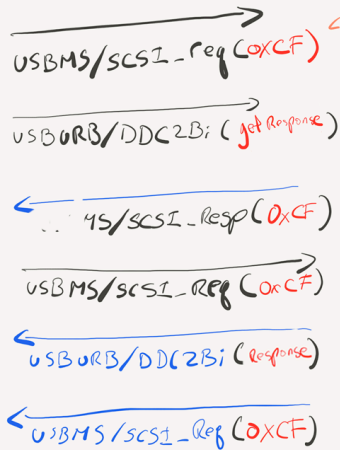 USBMS/SCSI_req(0xCF)
USBURB/DDC2Bi(getResponse)
MS/SCSI_Resp(0xCF)
USBMS/SCSI_Req(0xCF)
USBURB/DDC2Bi(Response)
USBMS/SCSI_Req(0xCF)